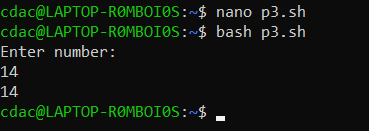 cdac@LAPTOP-R0MBOI0S:~$ nano p3.sh
cdac@LAPTOP-R0MBOI0S:~$ bash p3.sh
Enter number:
14
14
cdac@LAPTOP-R0MBOI0S:~$